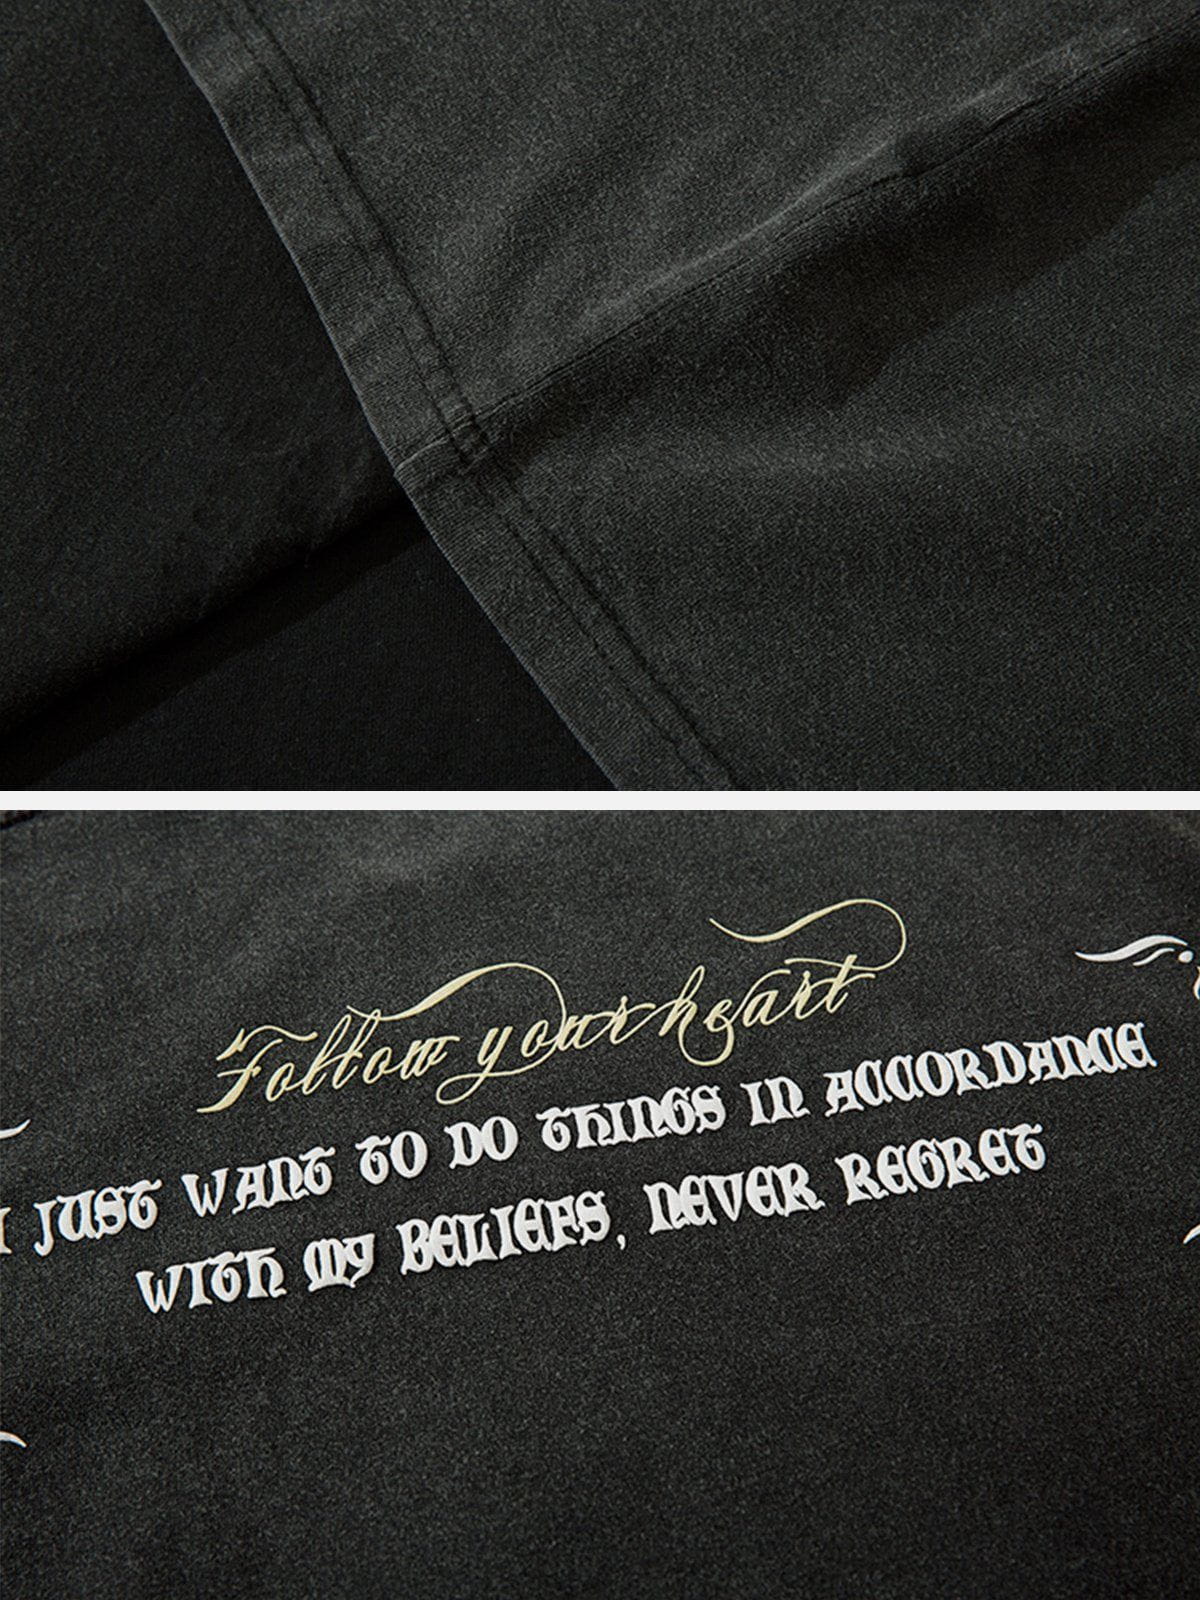 Follow your heart
I JUST WANT TO DO THINGS IN ACCORDANCE
WITH MY BELIEFS, NEVER REGRET